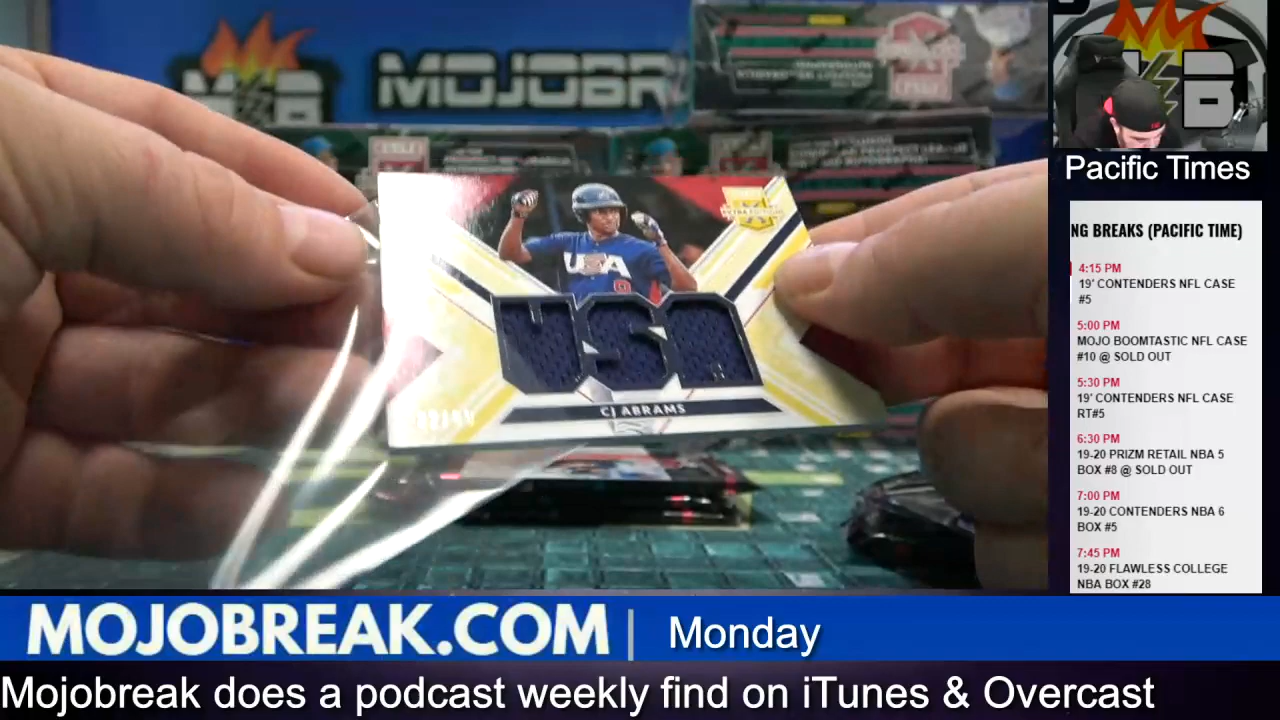 MOJOBR
EXTRA EDITION
USA
USA
CJ ABRAMS
Pacific Times
NG BREAKS (PACIFIC TIME)
4:15 PM
19' CONTENDERS NFL CASE
#5
5:00 PM
MOJO BOOMTASTIC NFL CASE
#10 @ SOLD OUT
5:30 PM
19' CONTENDERS NFL CASE
RT#5
6:30 PM
19-20 PRIZM RETAIL NBA 5
BOX #8 @ SOLD OUT
7:00 PM
19-20 CONTENDERS NBA 6
BOX #5
7:45 PM
19-20 FLAWLESS COLLEGE
NBA BOX #28
MOJOBREAK.COM | Monday
Mojobreak does a podcast weekly find on iTunes & Overcast